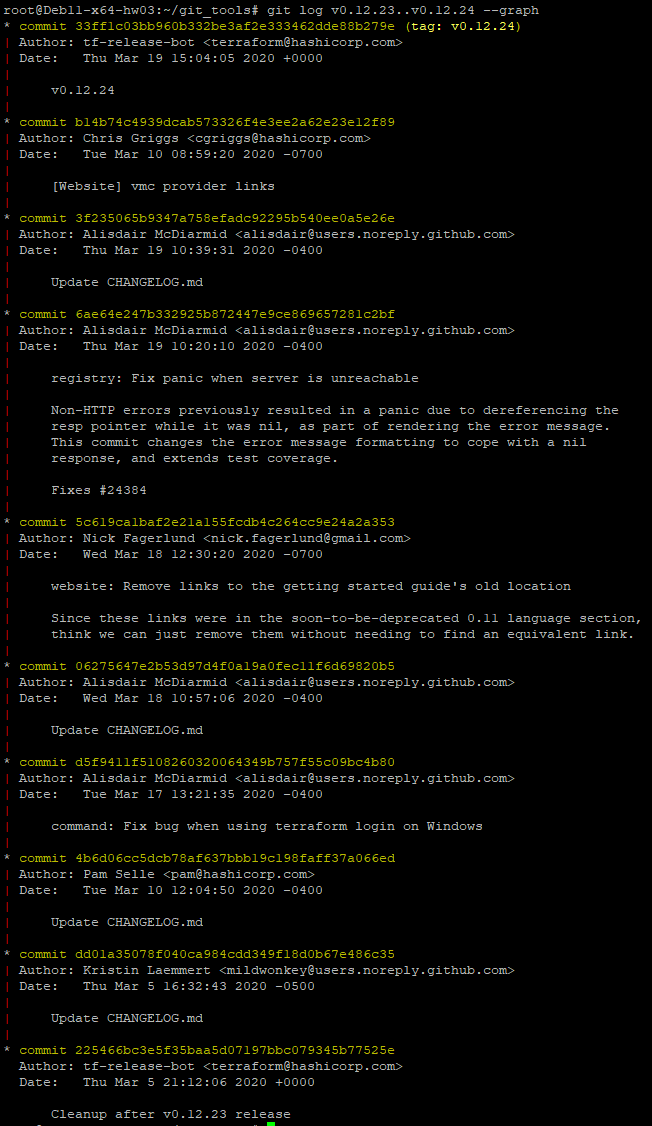 root@Deb11-x64-hw03:~/git_tools# git log v0.12.23..v0.12.24 --graph
* commit 33ff1c03bb960b332be3af2e333462dde88b279e (tag: v0.12.24)
| Author: tf-release-bot <terraform@hashicorp.com>
| Date:   Thu Mar 19 15:04:05 2020 +0000
|
|     v0.12.24
|
* commit b14b74c4939dcab573326f4e3ee2a62e23e12f89
| Author: Chris Griggs <cgriggs@hashicorp.com>
| Date:   Tue Mar 10 08:59:20 2020 -0700
|
|     [Website] vmc provider links
|
* commit 3f235065b9347a758efadc92295b540ee0a5e26e
| Author: Alisdair McDiarmid <alisdair@users.noreply.github.com>
| Date:   Thu Mar 19 10:39:31 2020 -0400
|
|     Update CHANGELOG.md
|
* commit 6ae64e247b332925b872447e9ce869657281c2bf
| Author: Alisdair McDiarmid <alisdair@users.noreply.github.com>
| Date:   Thu Mar 19 10:20:10 2020 -0400
|
|     registry: Fix panic when server is unreachable
|
|     Non-HTTP errors previously resulted in a panic due to dereferencing the
|     resp pointer while it was nil, as part of rendering the error message.
|     This commit changes the error message formatting to cope with a nil
|     response, and extends test coverage.
|
|     Fixes #24384
|
* commit 5c619ca1baf2e21a155fcdb4c264cc9e24a2a353
| Author: Nick Fagerlund <nick.fagerlund@gmail.com>
| Date:   Wed Mar 18 12:30:20 2020 -0700
|
|     website: Remove links to the getting started guide's old location
|
|     Since these links were in the soon-to-be-deprecated 0.11 language section,
|     think we can just remove them without needing to find an equivalent link.
|
* commit 06275647e2b53d97d4f0a19a0fec11f6d69820b5
| Author: Alisdair McDiarmid <alisdair@users.noreply.github.com>
| Date:   Wed Mar 18 10:57:06 2020 -0400
|
|     Update CHANGELOG.md
|
* commit d5f9411f5108260320064349b757f55c09bc4b80
| Author: Alisdair McDiarmid <alisdair@users.noreply.github.com>
| Date:   Tue Mar 17 13:21:35 2020 -0400
|
|     command: Fix bug when using terraform login on Windows
|
* commit 4b6d06cc5dcb78af637bbb19c198faff37a066ed
| Author: Pam Selle <pam@hashicorp.com>
| Date:   Tue Mar 10 12:04:50 2020 -0400
|
|     Update CHANGELOG.md
|
* commit dd01a35078f040ca984cdd349f18d0b67e486c35
| Author: Kristin Laemmert <mildwonkey@users.noreply.github.com>
| Date:   Thu Mar 5 16:32:43 2020 -0500
|
|     Update CHANGELOG.md
|
* commit 225466bc3e5f35baa5d07197bbc079345b77525e
  Author: tf-release-bot <terraform@hashicorp.com>
  Date:   Thu Mar 5 21:12:06 2020 +0000

      Cleanup after v0.12.23 release